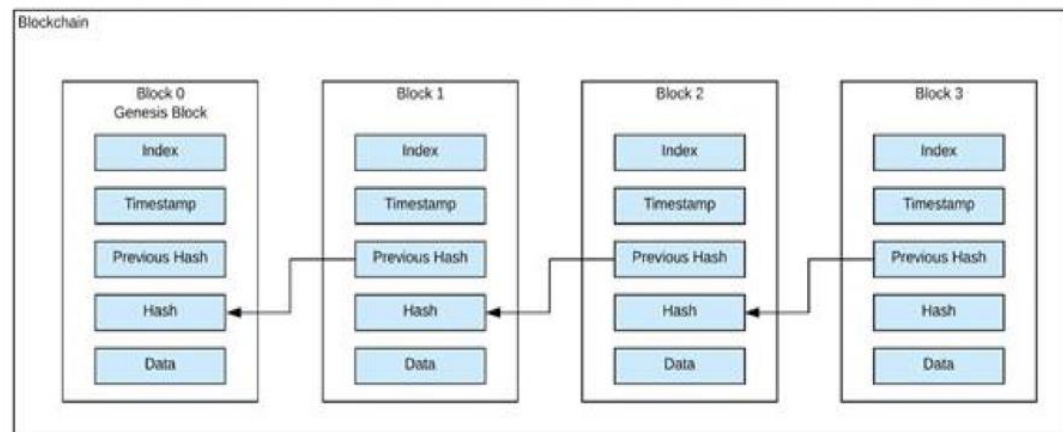 Blockchain
Block 0
Genesis Block
Index
Timestamp
Previous Hash
Hash
Data
Block 1
Index
Timestamp
Previous Hash
Hash
Data
Block 2
Index
Timestamp
Previous Hash
Hash
Data
Block 3
Index
Timestamp
Previous Hash
Hash
Data